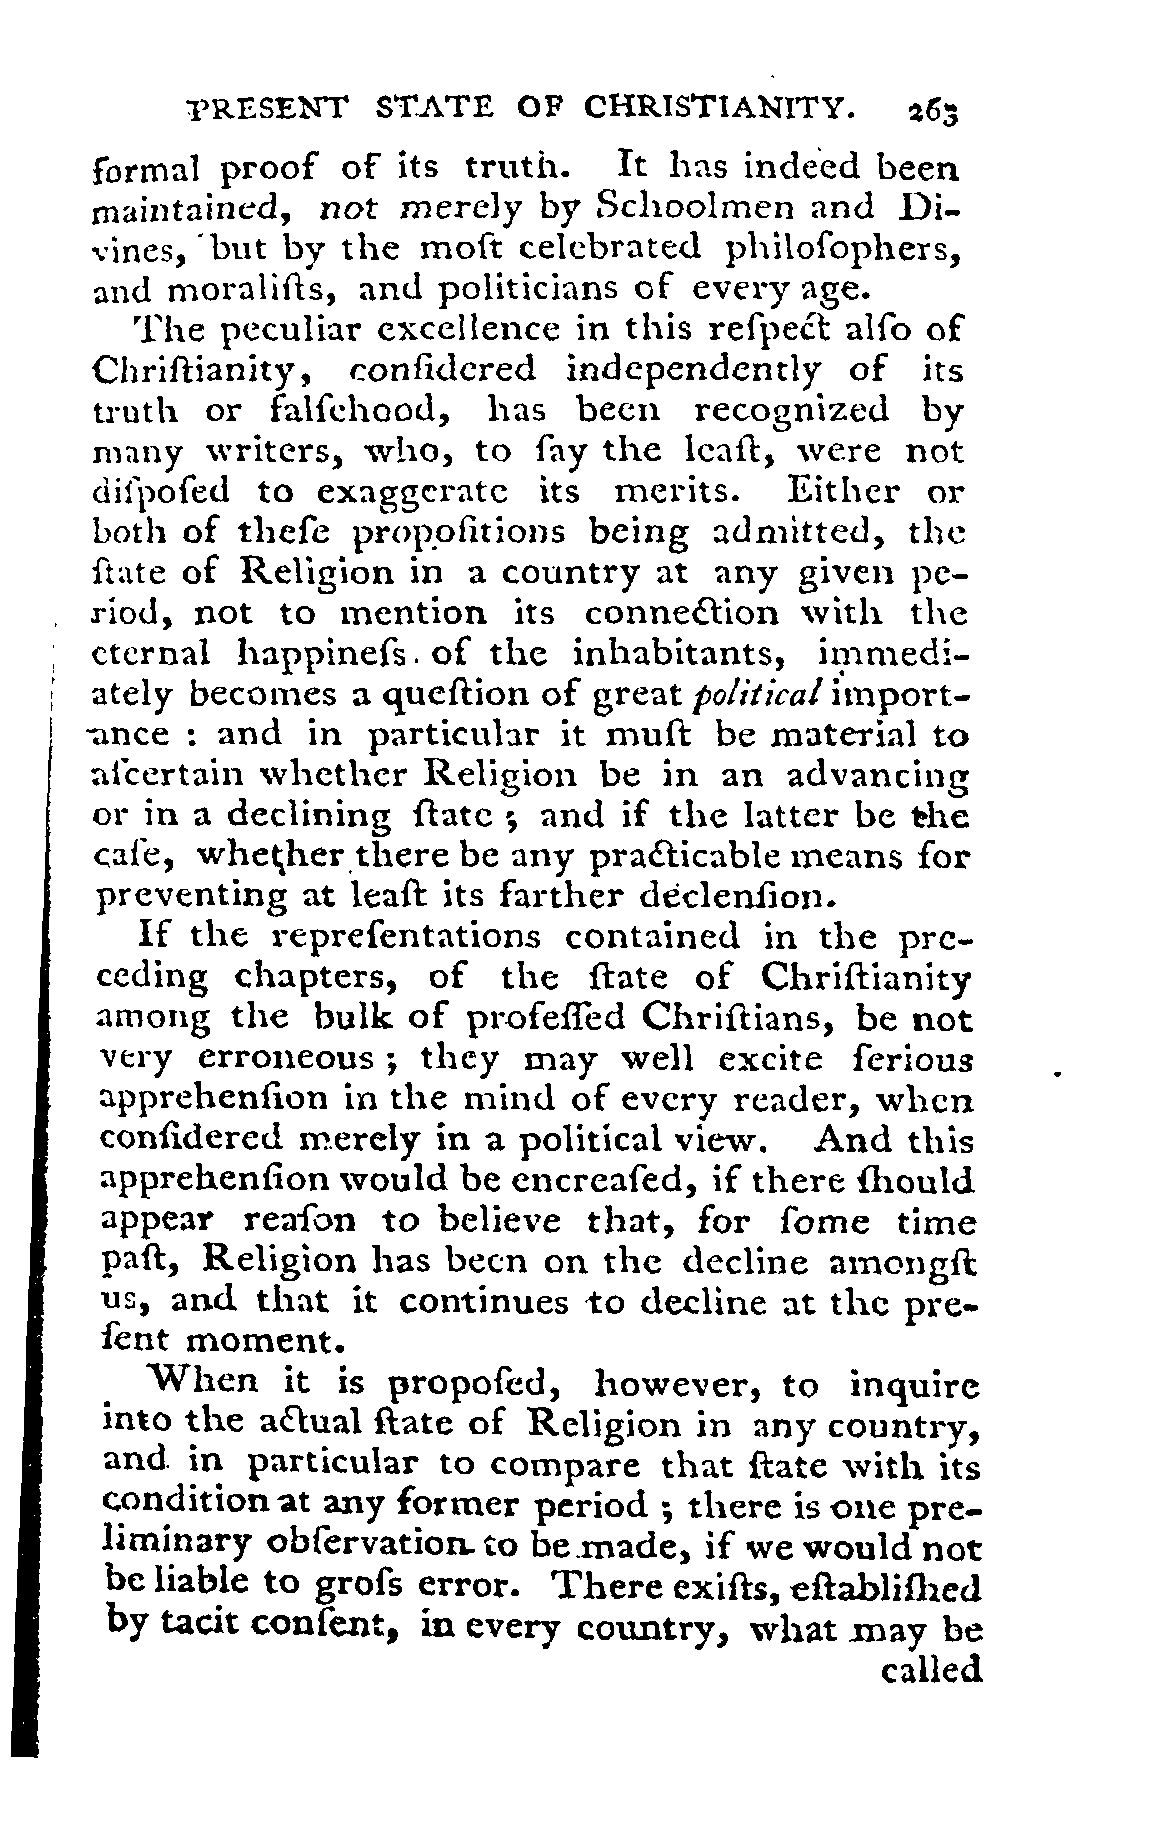 PRESENT STATE OF CHRISTIANITY. 263
formal proof of its truth. It has indeed been
maintained, not merely by Schoolmen and Di-
vines, but by the moſt celebrated philoſophers,
and moraliſts, and politicians of every age.
The peculiar excellence in this reſpect alſo of
Chriſtianity, conſidered independently of its
truth or falſehood, has been recognized by
many writers, who, to ſay the leaſt, were not
diſpoſed to exaggerate its merits. Either or
both of theſe propoſitions being admitted, the
ſtate of Religion in a country at any given pe-
riod, not to mention its connection with the
eternal happineſs of the inhabitants, immedi-
ately becomes a queſtion of great political import-
ance : and in particular it muſt be material to
aſcertain whether Religion be in an advancing
or in a declining ſtate ; and if the latter be the
caſe, whether there be any practicable means for
preventing at leaſt its farther declenſion.
If the repreſentations contained in the pre-
ceding chapters, of the ſtate of Chriſtianity
among the bulk of profeſſed Chriſtians, be not
very erroneous ; they may well excite ſerious
apprehenſion in the mind of every reader, when
conſidered merely in a political view. And this
apprehenſion would be encreaſed, if there ſhould
appear reaſon to believe that, for ſome time
paſt, Religion has been on the decline amongſt
us, and that it continues to decline at the pre-
ſent moment.
When it is propoſed, however, to inquire
into the actual ſtate of Religion in any country,
and in particular to compare that ſtate with its
condition at any former period ; there is one pre-
liminary obſervation to be made, if we would not
be liable to groſs error. There exiſts, eſtabliſhed
by tacit conſent, in every country, what may be
called